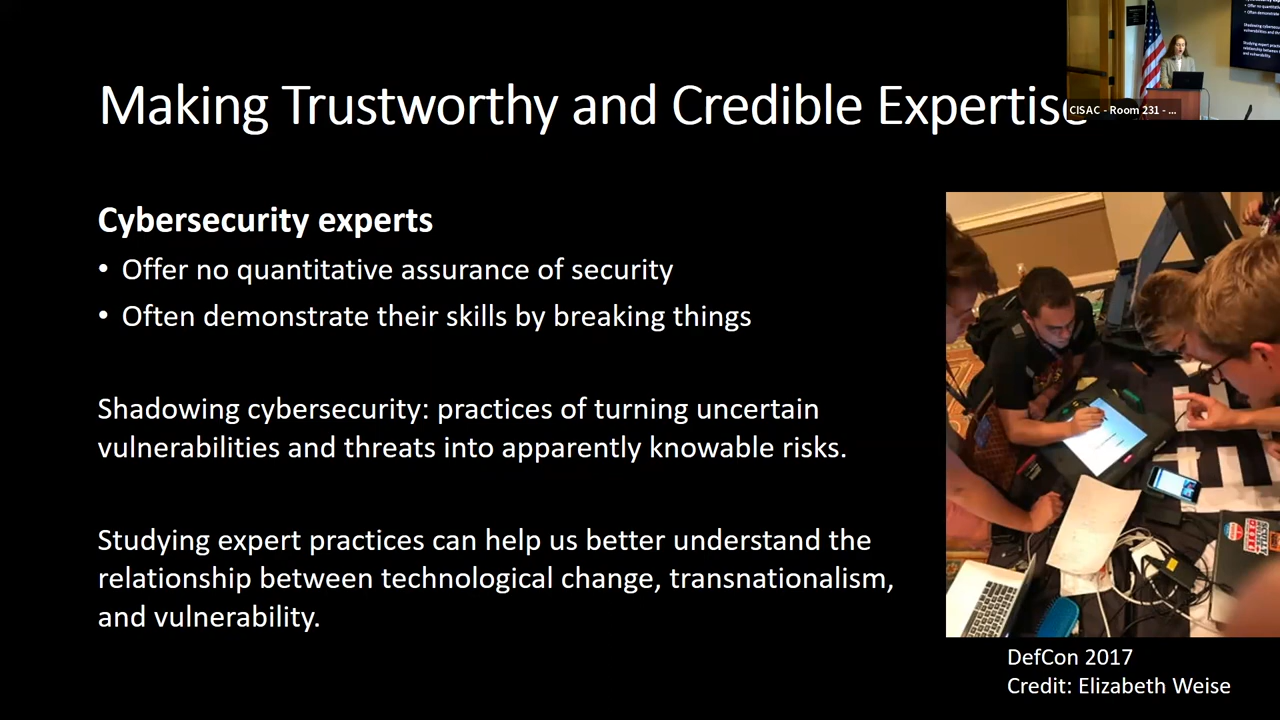 Making Trustworthy and Credible Expertise
CISAC - Room 231 - ...
Cybersecurity experts
• Offer no quantitative assurance of security
• Often demonstrate their skills by breaking things
Shadowing cybersecurity: practices of turning uncertain
vulnerabilities and threats into apparently knowable risks.
Studying expert practices can help us better understand the
relationship between technological change, transnationalism,
and vulnerability.
DefCon 2017
Credit: Elizabeth Weise